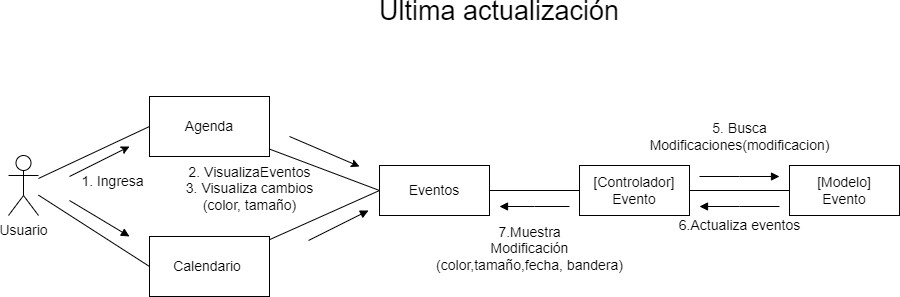 Ultima actualización
5. Busca
Modificaciones(modificacion)
Agenda
2. VisualizaEventos
3. Visualiza cambios
(color, tamaño)
1. Ingresa
Eventos
[Controlador]
Evento
[Modelo]
Evento
Usuario
7.Muestra
Modificación
(color,tamaño,fecha, bandera)
6.Actualiza eventos
Calendario